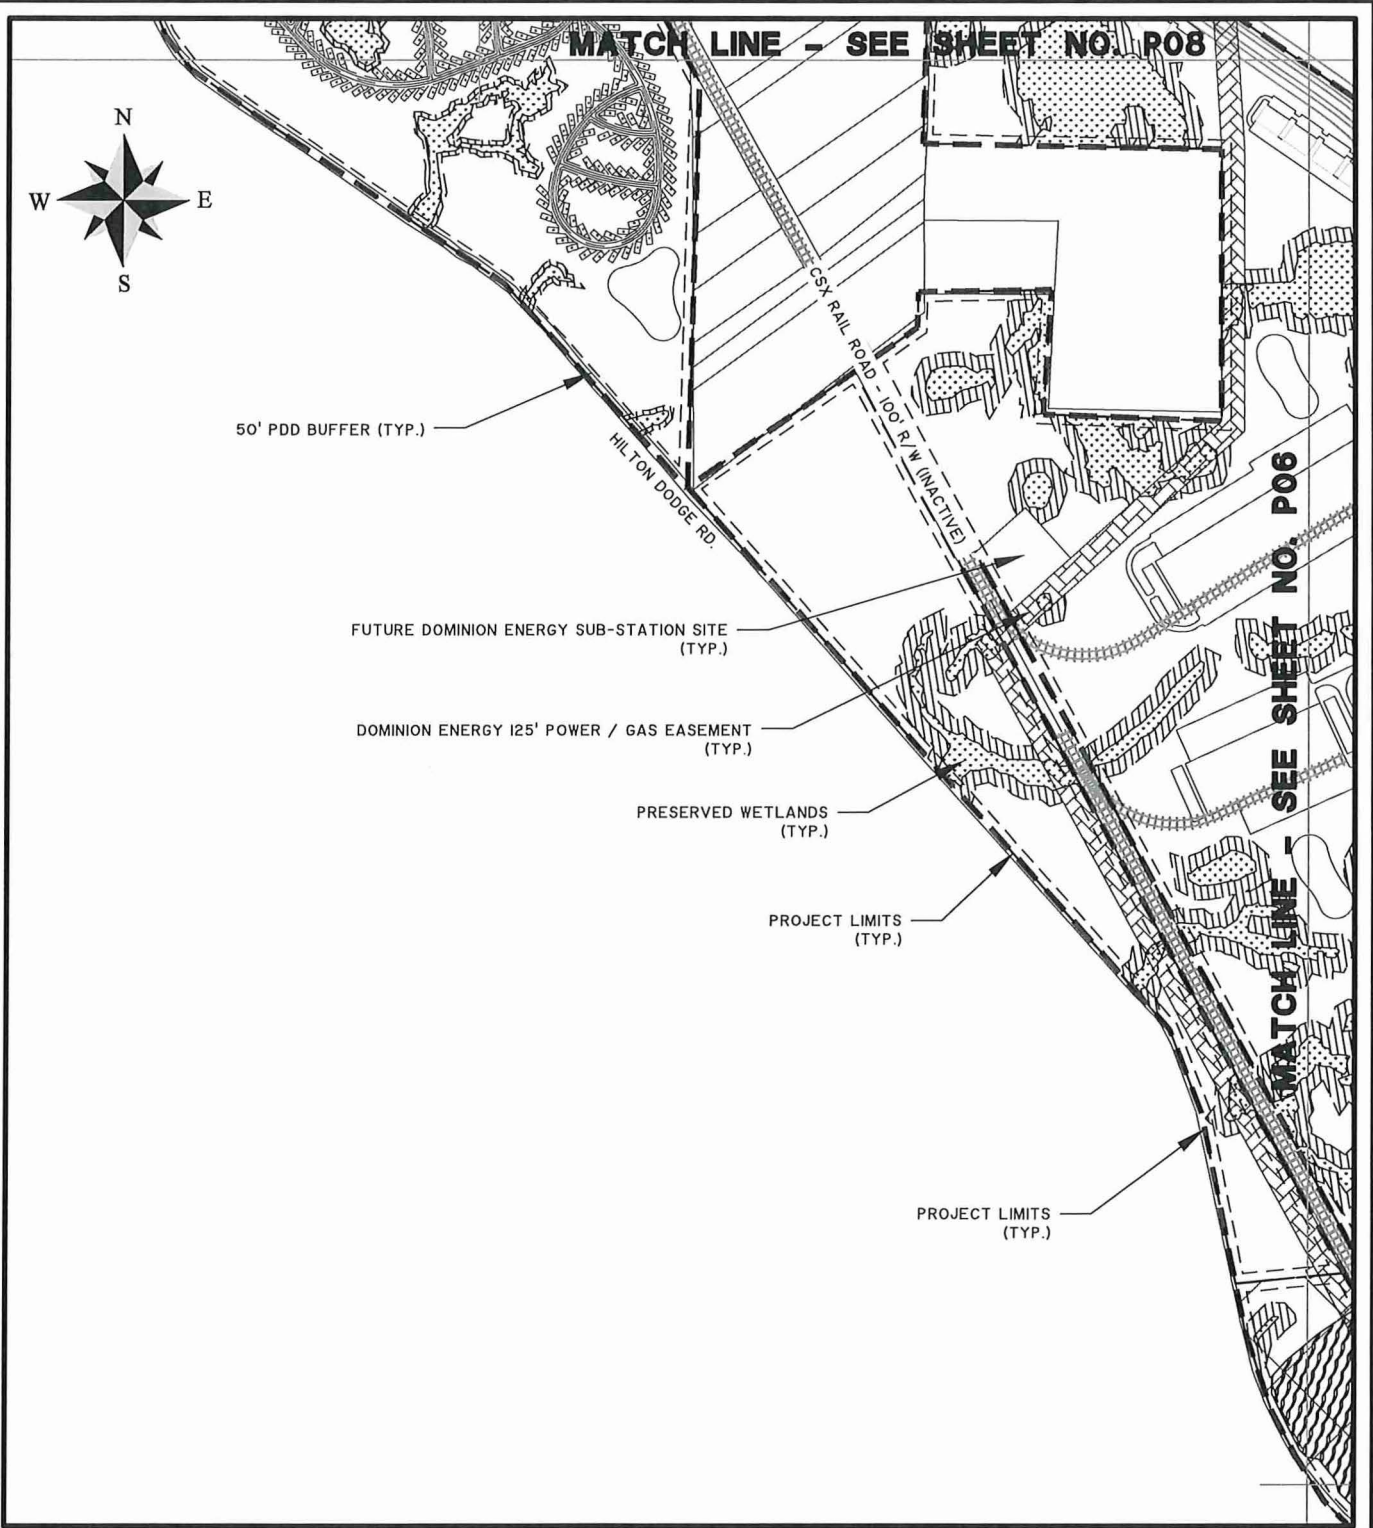 MATCH LINE - SEE SHEET NO. P08
N
W E
S
CSX RAIL ROAD - 100' R/W (INACTIVE)
50' PDD BUFFER (TYP.)
HILTON DODGE RD.
MATCH LINE - SEE SHEET NO. P06
FUTURE DOMINION ENERGY SUB-STATION SITE
(TYP.)
DOMINION ENERGY 125' POWER / GAS EASEMENT
(TYP.)
PRESERVED WETLANDS
(TYP.)
PROJECT LIMITS
(TYP.)
PROJECT LIMITS
(TYP.)